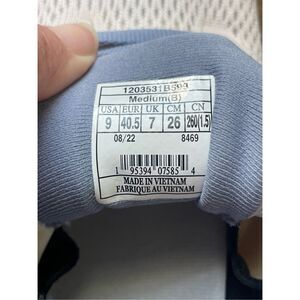 Medium(B)
USA EUR UK CM CN
9 40.5 7 26 260(1.5)
08/22 8469
1 95394 07585 4
MADE IN VIETNAM
FABRIQUE AU VIETNAM